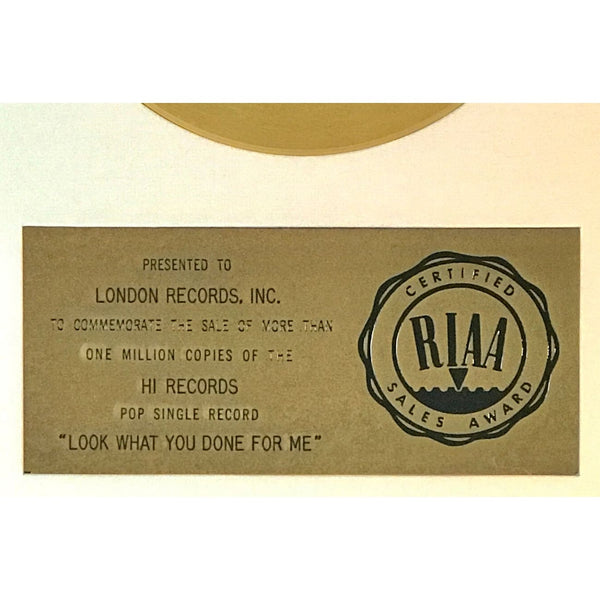 PRESENTED TO
LONDON RECORDS, INC.
TO COMMEMORATE THE SALE OF MORE THAN
ONE MILLION COPIES OF THE
HI RECORDS
POP SINGLE RECORD
"LOOK WHAT YOU DONE FOR ME"
CERTIFIED
RIAA
SALES AWARD